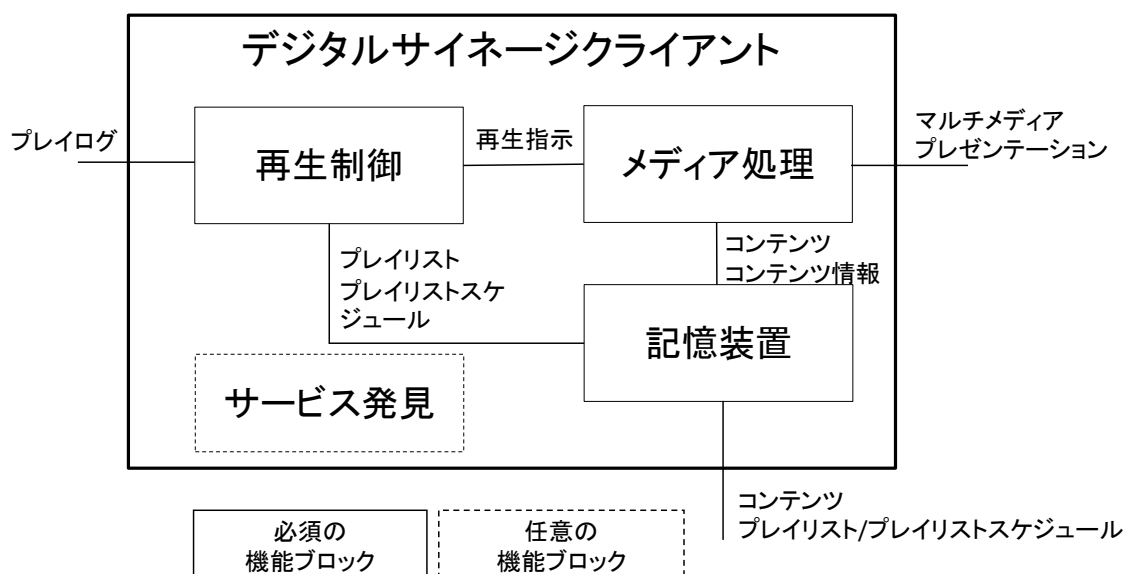 デジタルサイネージクライアント
プレイログ
再生制御
再生指示
メディア処理
マルチメディア
プレゼンテーション
プレイリスト
プレイリストスケ
ジュール
コンテンツ
コンテンツ情報
記憶装置
サービス発見
コンテンツ
プレイリスト/プレイリストスケジュール
必須の
機能ブロック
任意の
機能ブロック